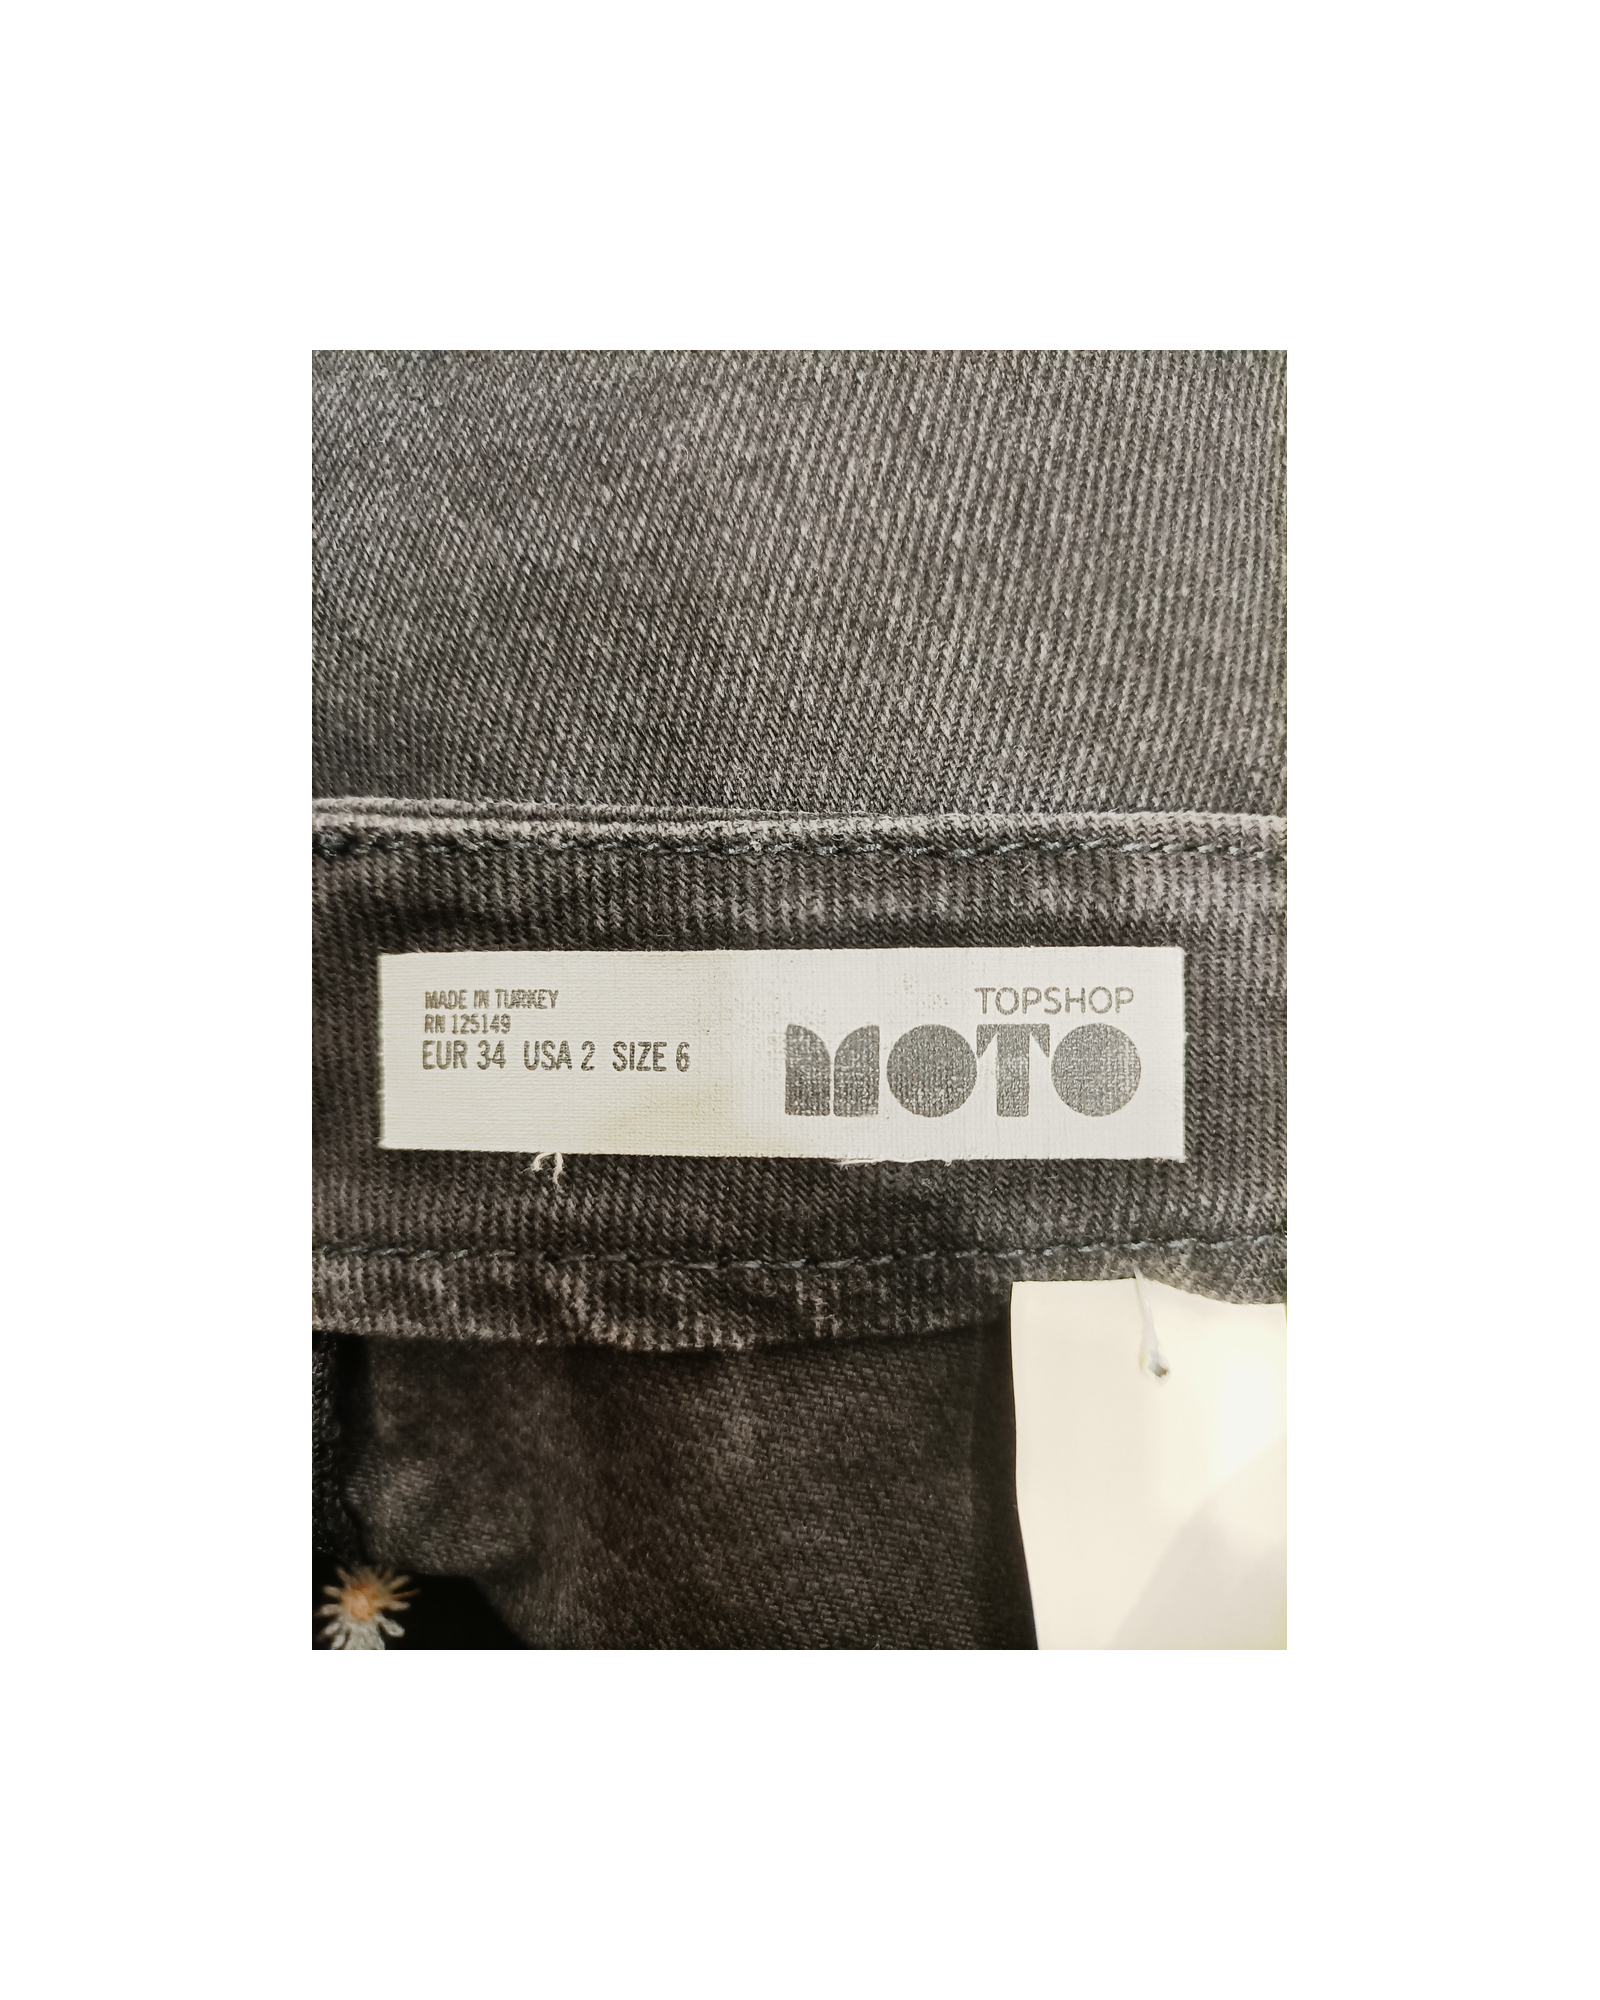 MADE IN TURKEY
RN 125149
EUR 34 USA 2 SIZE 6
TOPSHOP
MOTO